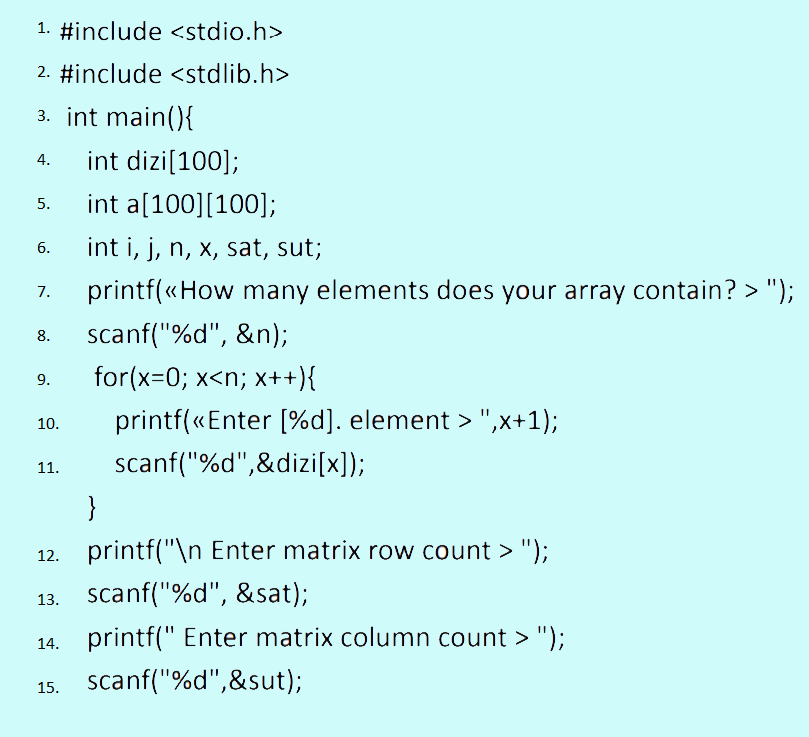 1. #include <stdio.h>
2. #include <stdlib.h>
3. int main(){
4. int dizi[100];
5. int a[100][100];
6. int i, j, n, x, sat, sut;
7. printf(«How many elements does your array contain? > ");
8. scanf("%d", &n);
9. for(x=0; x<n; x++){
10. printf(«Enter [%d]. element > ",x+1);
11. scanf("%d",&dizi[x]);
}
12. printf("\n Enter matrix row count > ");
13. scanf("%d", &sat);
14. printf(" Enter matrix column count > ");
15. scanf("%d",&sut);